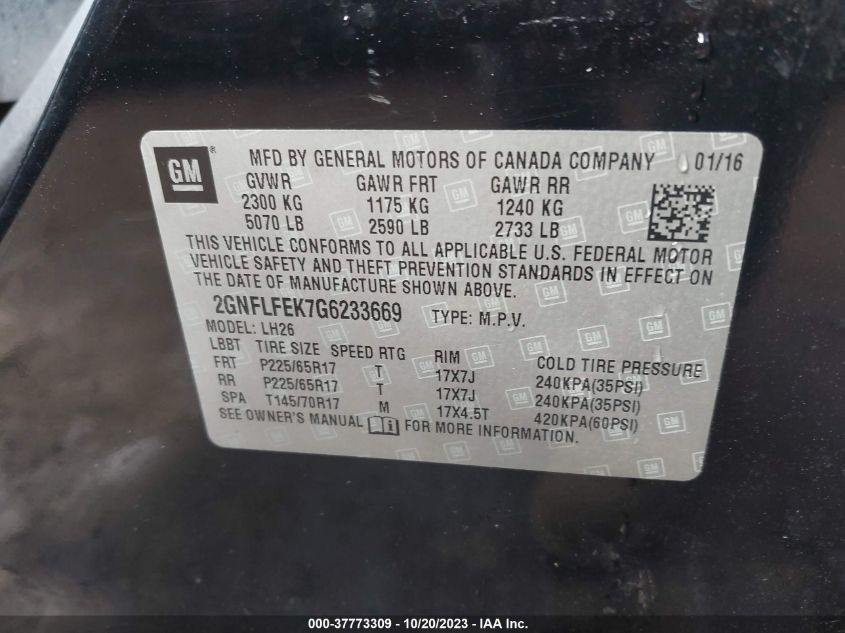 GM ® MFD BY GENERAL MOTORS OF CANADA COMPANY 01/16
GVWR GAWR FRT GAWR RR
2300 KG 1175 KG 1240 KG
5070 LB 2590 LB 2733 LB
THIS VEHICLE CONFORMS TO ALL APPLICABLE U.S. FEDERAL MOTOR
VEHICLE SAFETY AND THEFT PREVENTION STANDARDS IN EFFECT ON
THE DATE OF MANUFACTURE SHOWN ABOVE.
2GNFLFEK7G6233669 TYPE: M.P.V.
MODEL: LH26
LBBT TIRE SIZE SPEED RTG RIM COLD TIRE PRESSURE
FRT P225/65R17 T 17X7J 240KPA(35PSI)
RR P225/65R17 T 17X7J 240KPA(35PSI)
SPA T145/70R17 M 17X4.5T 420KPA(60PSI)
SEE OWNER'S MANUAL FOR MORE INFORMATION.
000-37773309 - 10/20/2023 - IAA Inc.